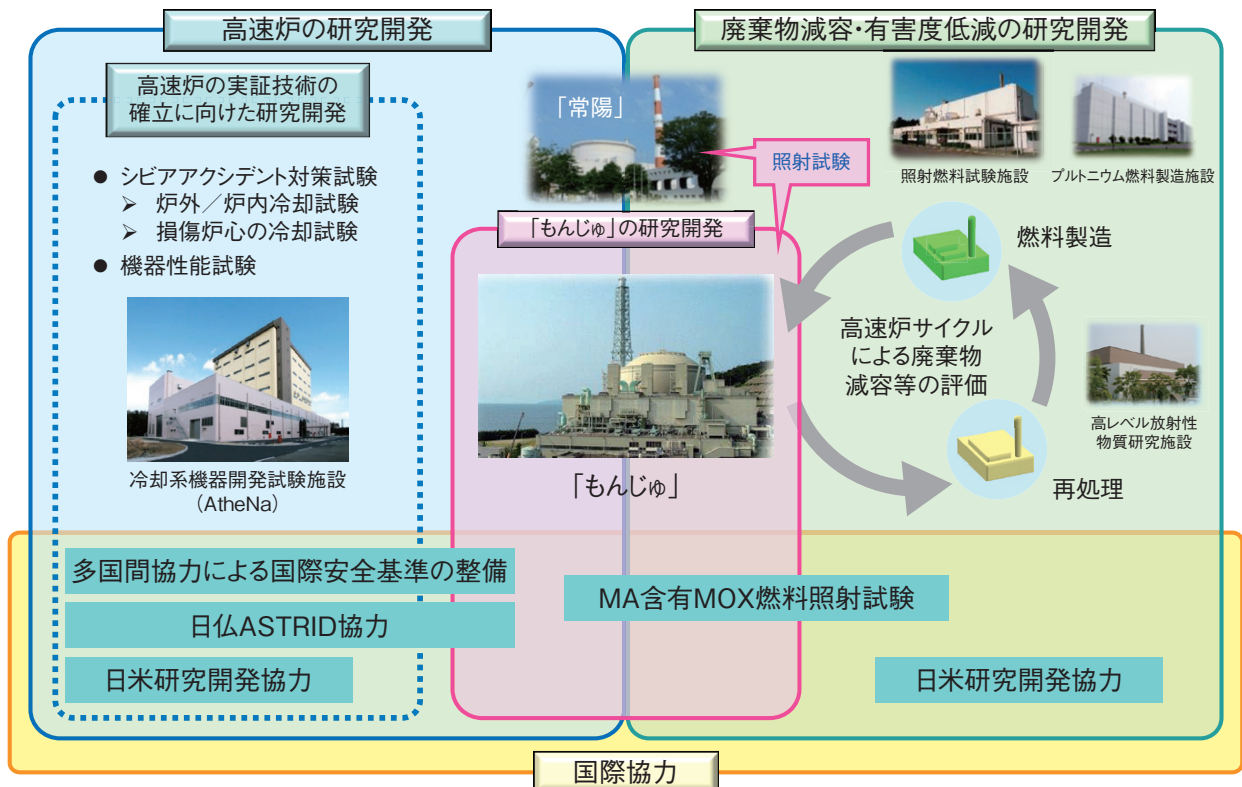 高速炉の研究開発
廃棄物減容・有害度低減の研究開発
高速炉の実証技術の
確立に向けた研究開発
● シビアアクシデント対策試験
➢ 炉外／炉内冷却試験
➢ 損傷炉心の冷却試験
● 機器性能試験
冷却系機器開発試験施設
(AtheNa)
「常陽」
照射試験
「もんじゅ」の研究開発
「もんじゅ」
照射燃料試験施設
プルトニウム燃料製造施設
燃料製造
高速炉サイクル
による廃棄物
減容等の評価
高レベル放射性
物質研究施設
再処理
多国間協力による国際安全基準の整備
日仏ASTRID協力
日米研究開発協力
MA含有MOX燃料照射試験
日米研究開発協力
国際協力